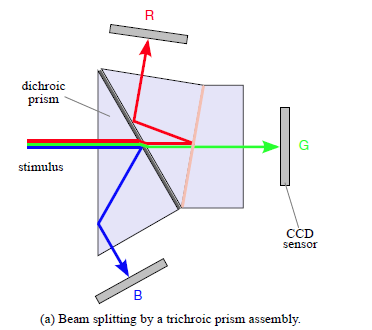 R
dichroic
prism
G
stimulus
CCD
sensor
B
(a) Beam splitting by a trichroic prism assembly.